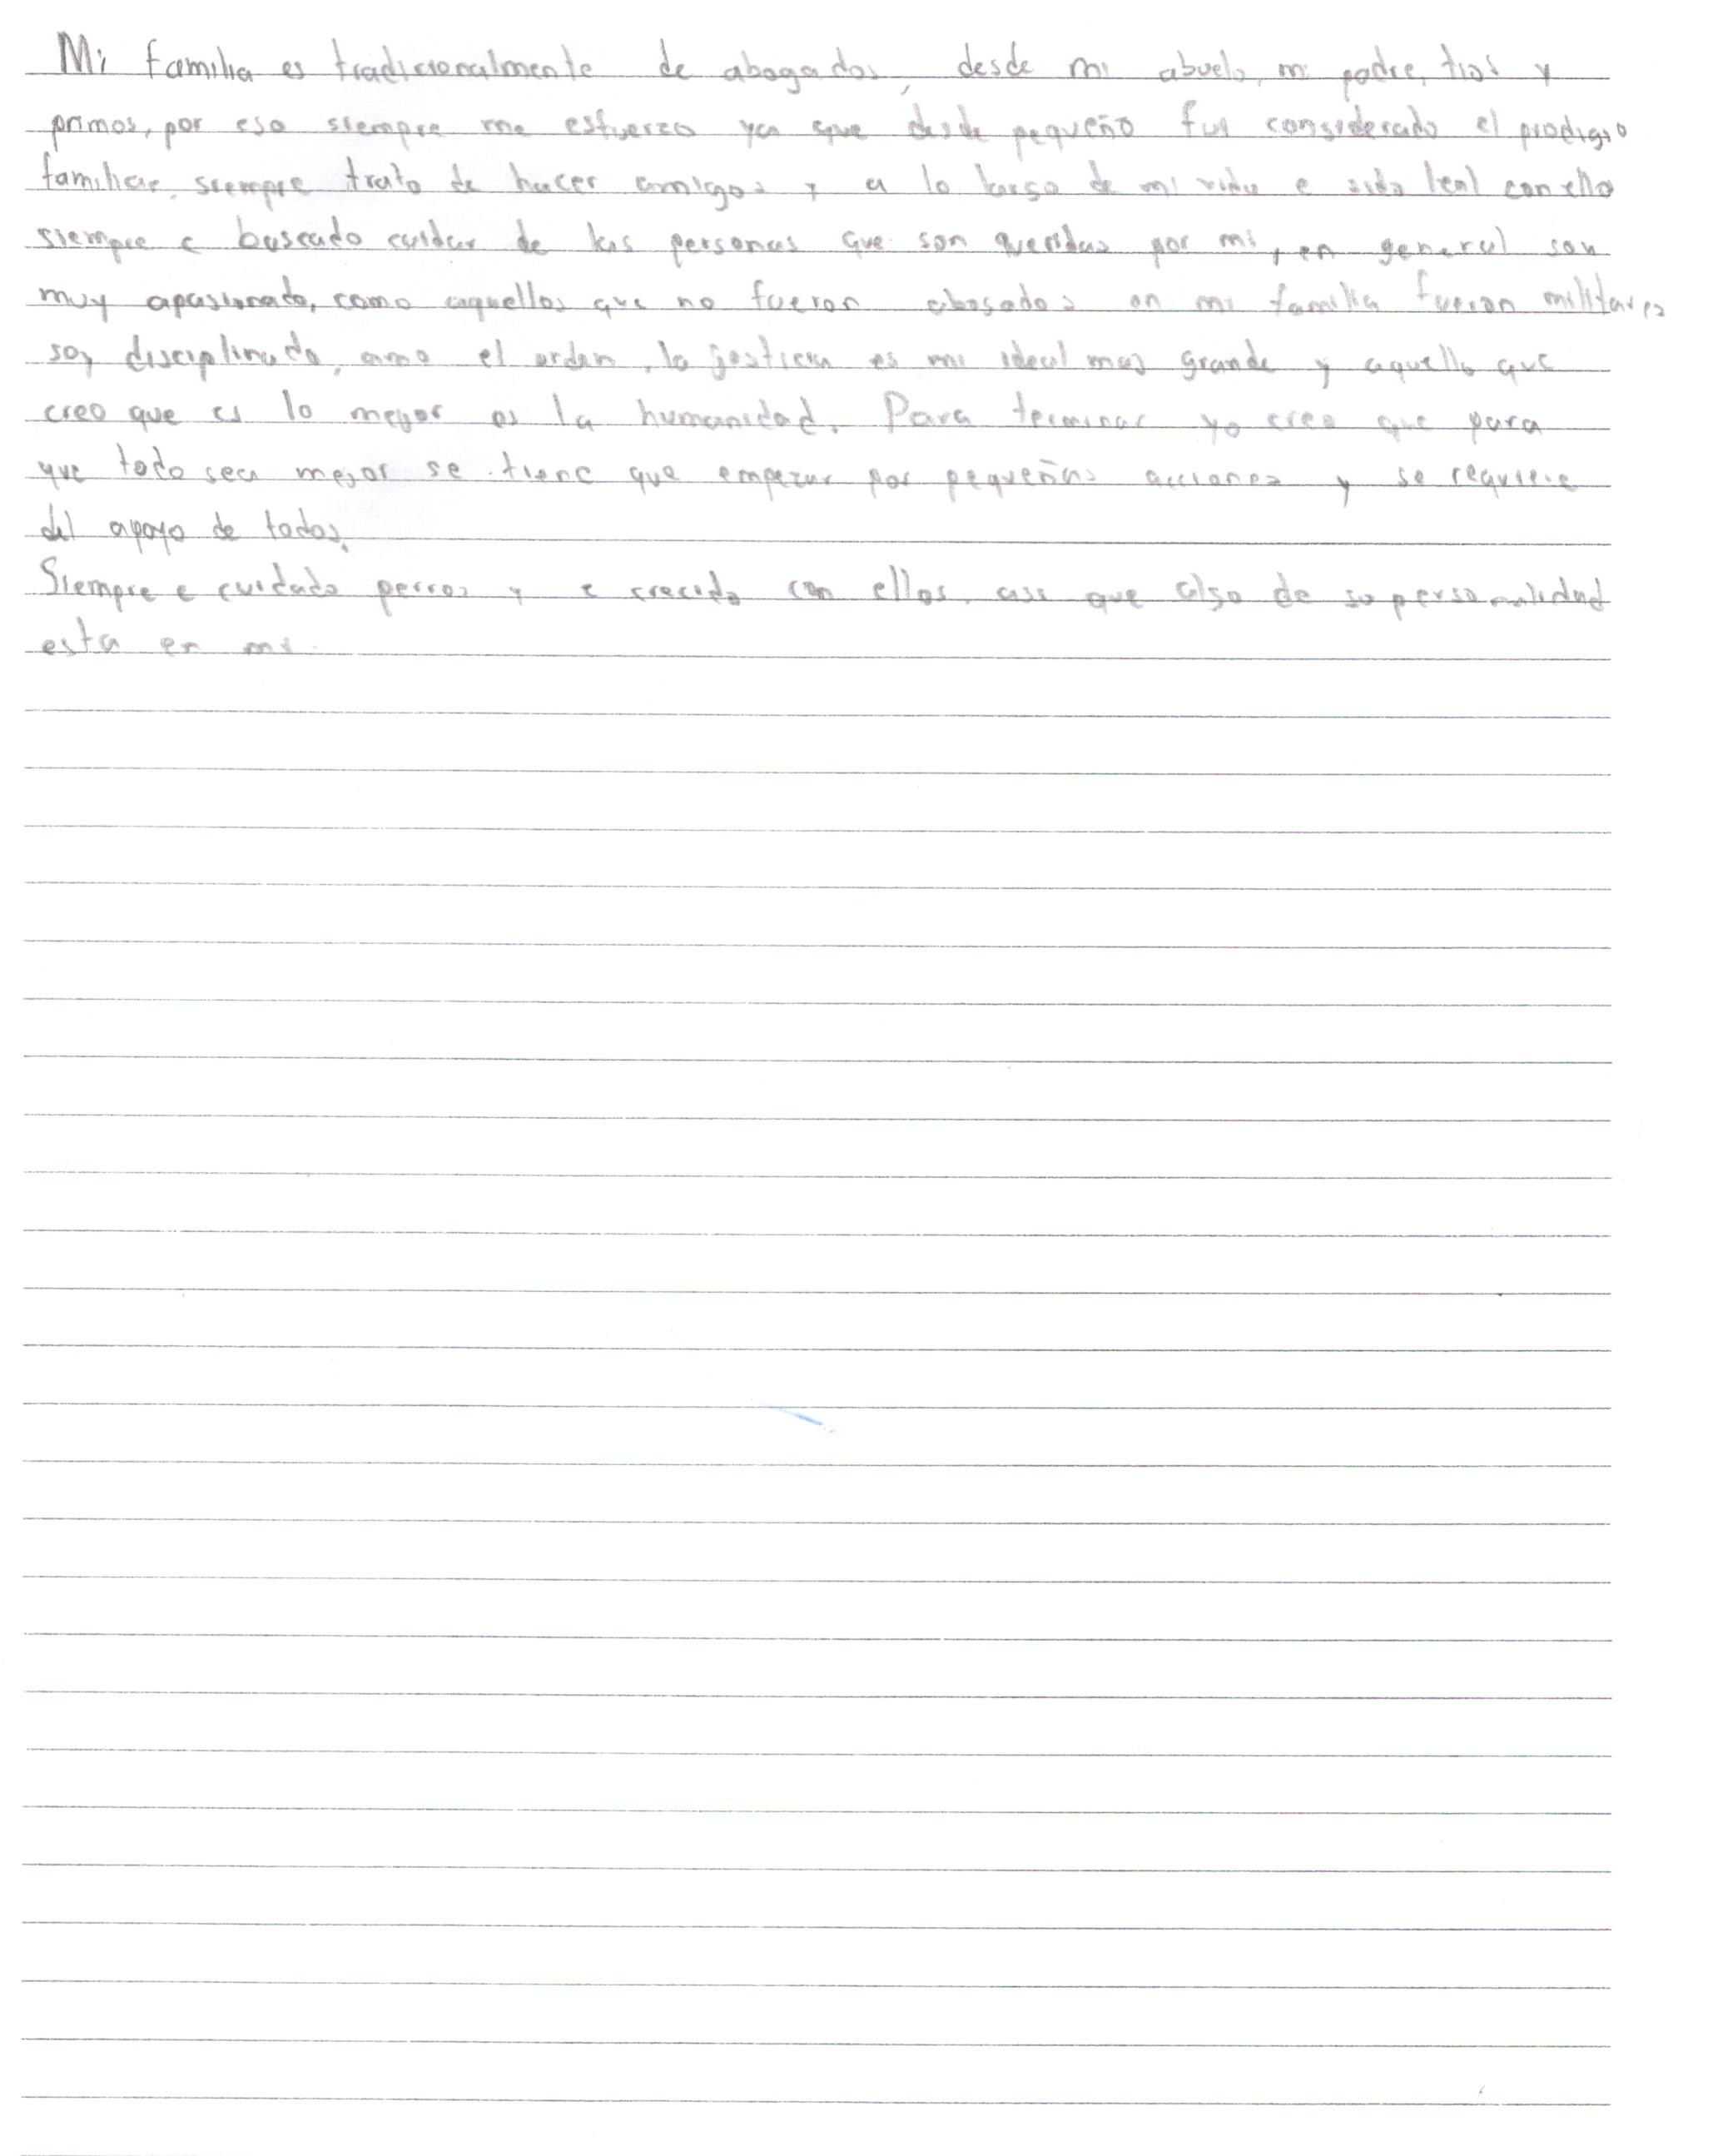 Mi familia es tradicionalmente de abogados, desde mi abuelo, mi padre, tios y
primos, por eso siempre me esfuerzo ya que desde pequeño fui considerado el prodigio
familiar, siempre trato de hacer amigos y a lo largo de mi vida e sido leal con ello
siempre e buscado cuidar de las personas que son queridas por mi, en general son
muy apasionado, como aquellos que no fueron abogados en mi familia fueron militares
soy disciplinado, amo el orden, la justicia es mi ideal mas grande y aquello que
creo que es lo mejor es la humanidad. Para terminar yo creo que para
que todo sea mejor se tiene que empezar por pequeñas acciones y se requiere
del apoyo de todos.
Siempre e cuidado perros y e crecido con ellos, asi que algo de su personalidad
esta en mi.